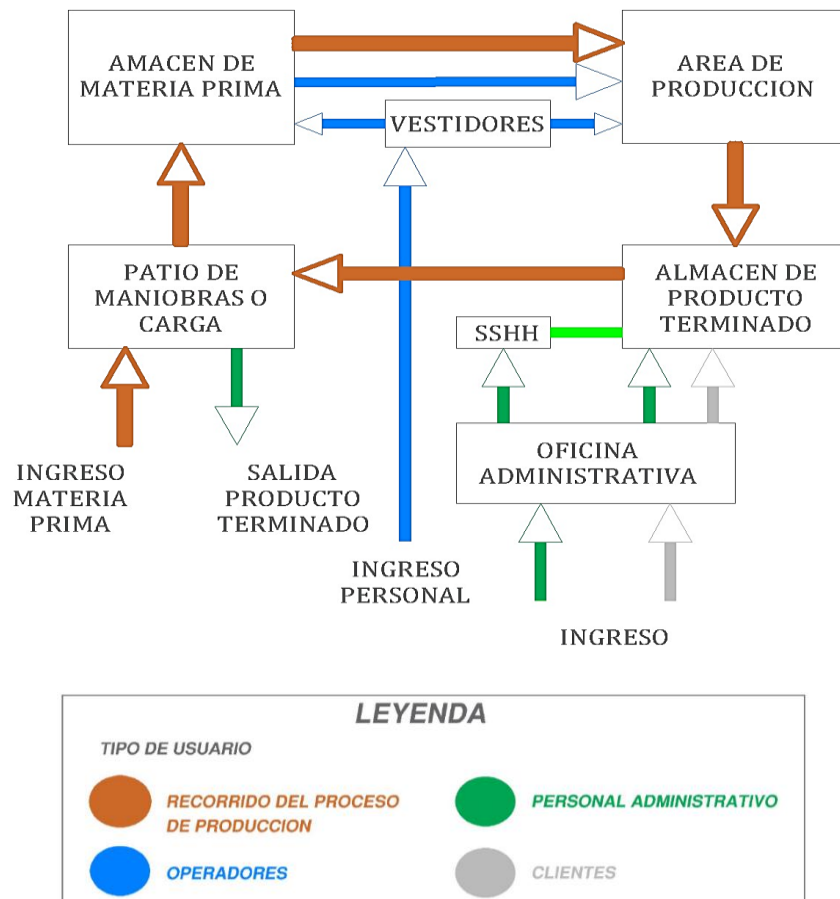 AMACEN DE
MATERIA PRIMA
AREA DE
PRODUCCION
VESTIDORES
PATIO DE
MANIOBRAS O
CARGA
ALMACEN DE
PRODUCTO
TERMINADO
SSHH
OFICINA
ADMINISTRATIVA
INGRESO
MATERIA
PRIMA
SALIDA
PRODUCTO
TERMINADO
INGRESO
PERSONAL
INGRESO
LEYENDA
TIPO DE USUARIO
RECORRIDO DEL PROCESO
DE PRODUCCION
PERSONAL ADMINISTRATIVO
OPERADORES
CLIENTES